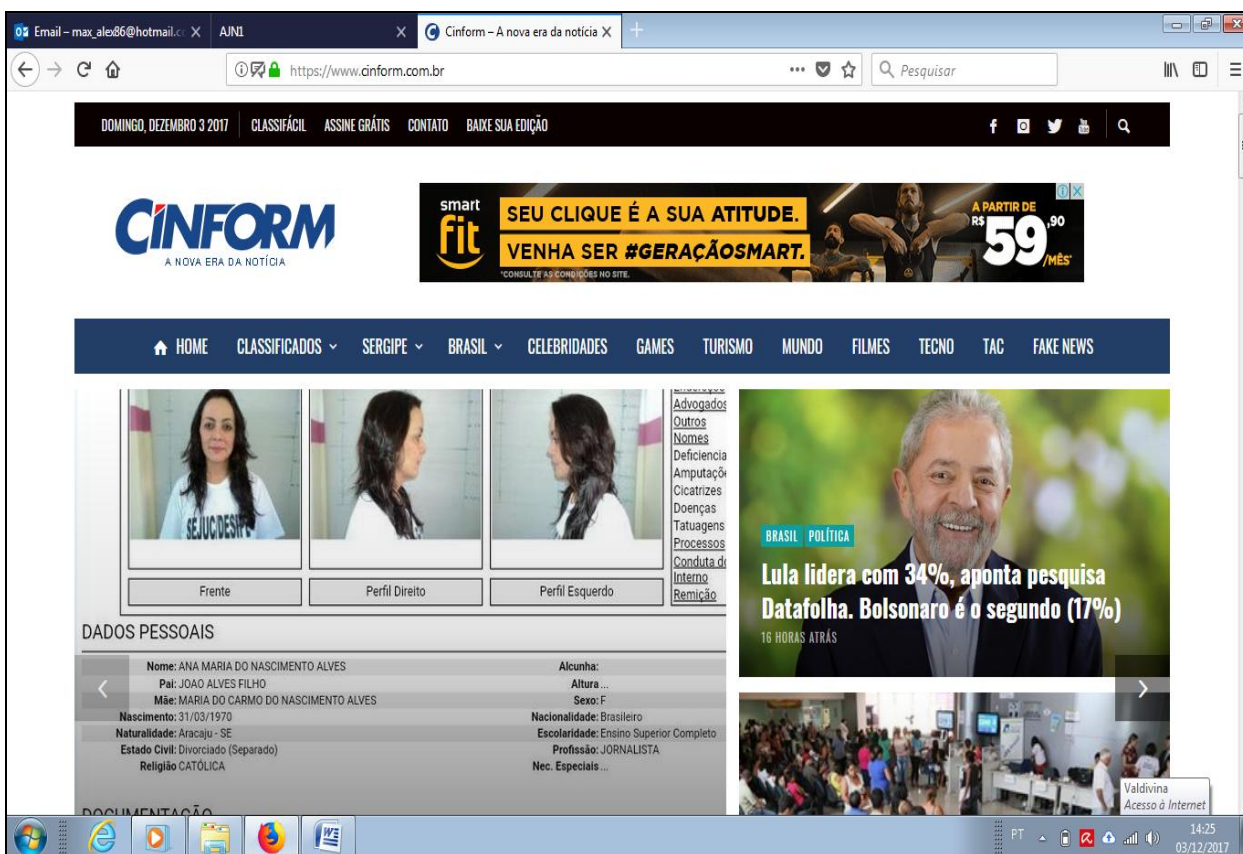 Email – max_alex86@hotmail.c
AJN1
Cinform – A nova era da notícia
https://www.cinform.com.br
Pesquisar
DOMINGO, DEZEMBRO 3 2017
CLASSIFÁCIL
ASSINE GRÁTIS
CONTATO
BAIXE SUA EDIÇÃO
CINFORM
A NOVA ERA DA NOTÍCIA
smart fit
SEU CLIQUE É A SUA ATITUDE.
VENHA SER #GERAÇÃOSMART.
*CONSULTE AS CONDIÇÕES NO SITE.
A PARTIR DE
R$59,90
/MÊS*
HOME
CLASSIFICADOS
SERGIPE
BRASIL
CELEBRIDADES
GAMES
TURISMO
MUNDO
FILMES
TECNO
TAC
FAKE NEWS
SEJUC/DESIPE
Advogados
Outros
Nomes
Deficiencia
Amputaçõe
Cicatrizes
Doenças
Tatuagens
Processos
Conduta do
Interno
Remição
Frente
Perfil Direito
Perfil Esquerdo
DADOS PESSOAIS
Nome: ANA MARIA DO NASCIMENTO ALVES
Alcunha:
Pai: JOAO ALVES FILHO
Altura ...
Mãe: MARIA DO CARMO DO NASCIMENTO ALVES
Sexo: F
Nascimento: 31/03/1970
Nacionalidade: Brasileiro
Naturalidade: Aracaju - SE
Escolaridade: Ensino Superior Completo
Estado Civil: Divorciado (Separado)
Profissão: JORNALISTA
Religião CATÓLICA
Nec. Especiais ...
DOCUMENTAÇÃO
BRASIL
POLÍTICA
Lula lidera com 34%, aponta pesquisa
Datafolha. Bolsonaro é o segundo (17%)
16 HORAS ATRÁS
Valdivina
Acesso à Internet
PT
14:25
03/12/2017